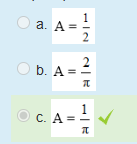 a. A = 1/2
b. A = 2/π
c. A = 1/π